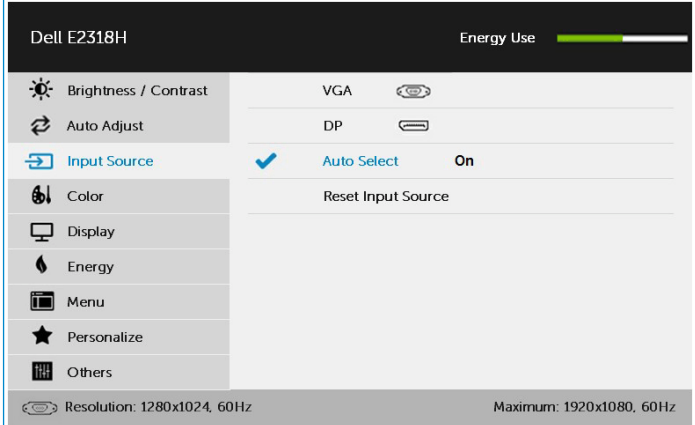 Dell E2318H Energy Use
Brightness / Contrast VGA
Auto Adjust DP
Input Source Auto Select On
Color Reset Input Source
Display
Energy
Menu
Personalize
Others
Resolution: 1280x1024, 60Hz Maximum: 1920x1080, 60Hz